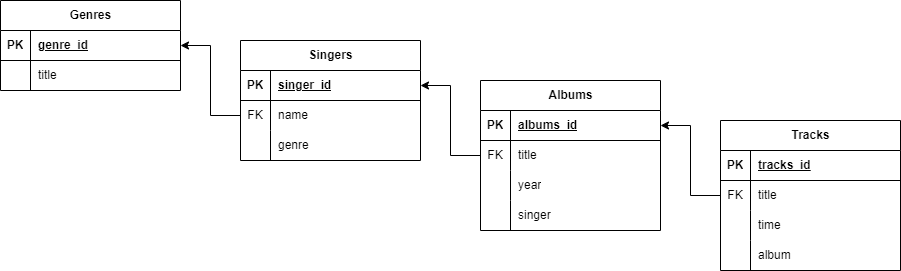 Genres
PK genre_id
title
Singers
PK singer_id
FK name
genre
Albums
PK albums_id
FK title
year
singer
Tracks
PK tracks_id
FK title
time
album